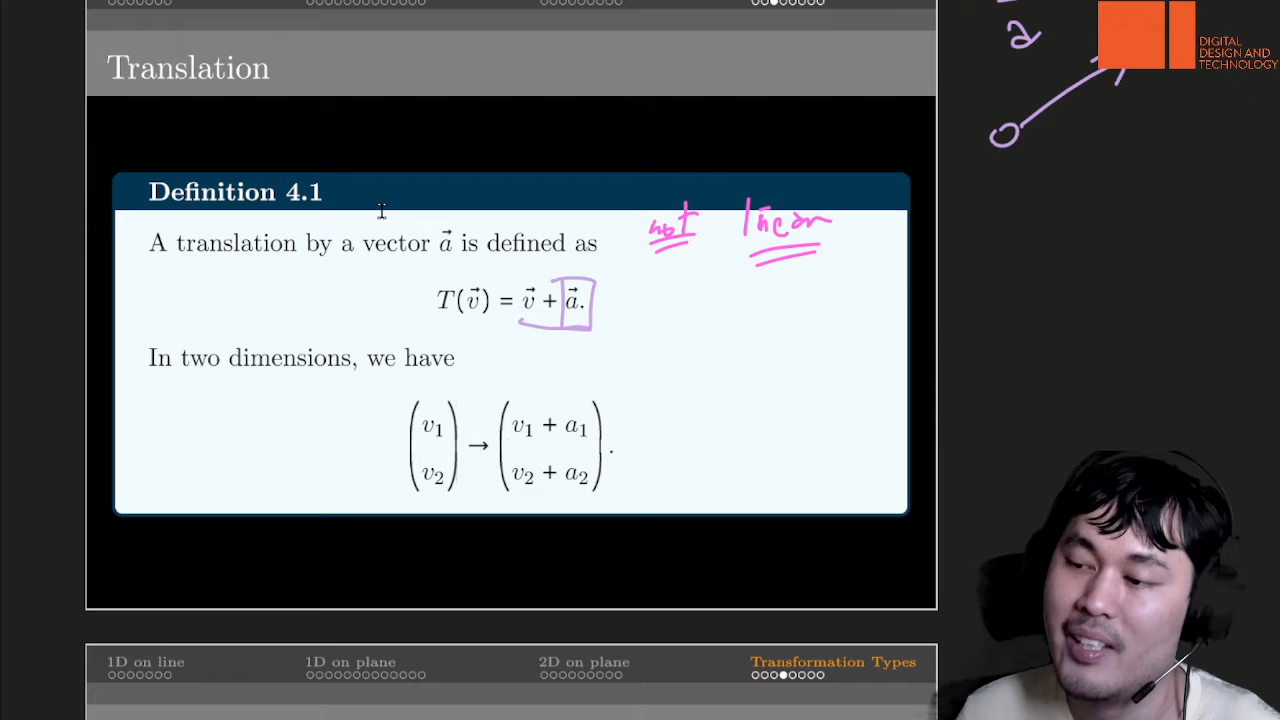 2
DIGITAL
DESIGN AND
TECHNOLOGY
Translation
Definition 4.1
not linear
A translation by a vector a⃗ is defined as
T(v⃗) = v⃗ + a⃗.
In two dimensions, we have
(v₁ v₂) → (v₁ + a₁ v₂ + a₂).
1D on line 1D on plane 2D on plane Transformation Types